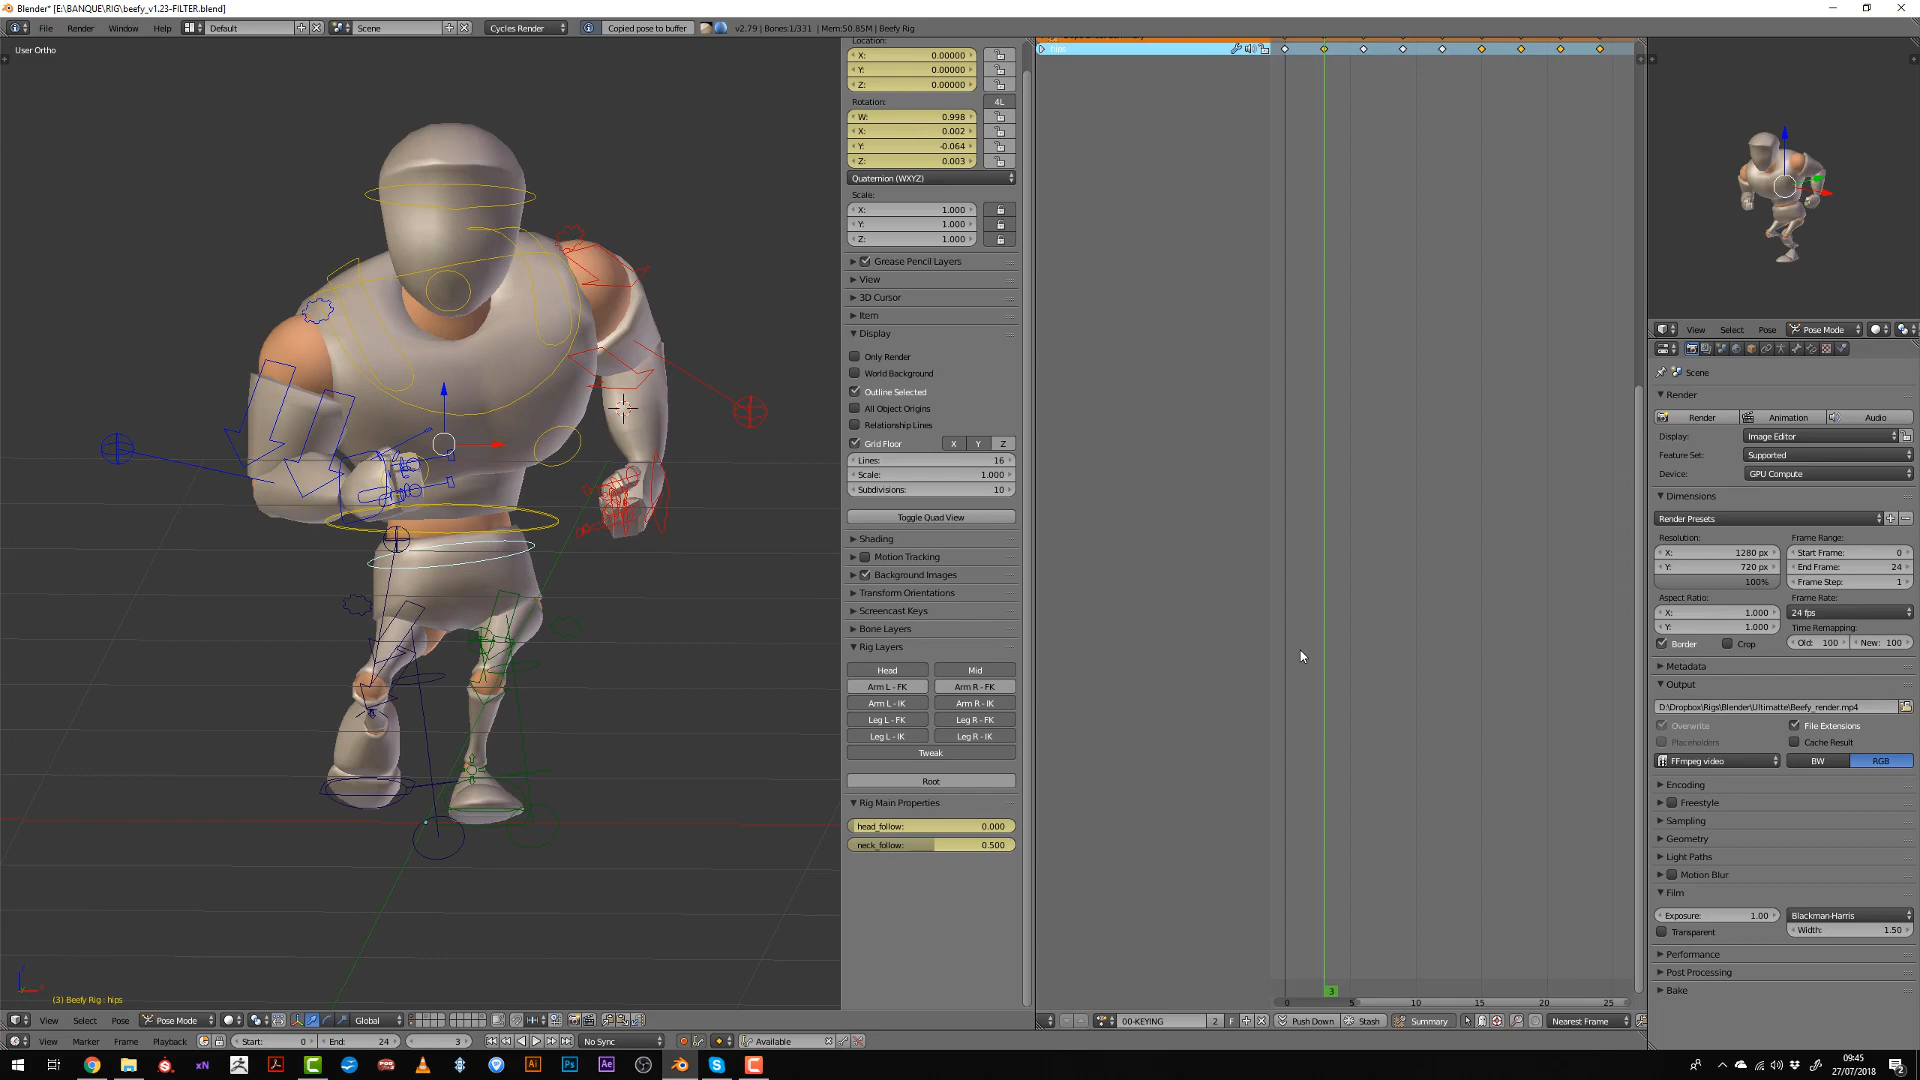 Blender* [E:\BANQUE\RIG\beefy_v1.23-FILTER.blend]
File Render Window Help Default Scene Cycles Render Copied pose to buffer v2.79 | Bones:1/331 | Mem:50.85M | Beefy Rig
User Ortho
Location:
X: 0.00000
Y: 0.00000
Z: 0.00000
Rotation: 4L
W: 0.998
X: 0.002
Y: -0.064
Z: 0.003
Quaternion (WXYZ)
Scale:
X: 1.000
Y: 1.000
Z: 1.000
Grease Pencil Layers
View
3D Cursor
Item
Display
Only Render
World Background
Outline Selected
All Object Origins
Relationship Lines
Grid Floor X Y Z
Lines: 16
Scale: 1.000
Subdivisions: 10
Toggle Quad View
Shading
Motion Tracking
Background Images
Transform Orientations
Screencast Keys
Bone Layers
Rig Layers
Head Mid
Arm L - FK Arm R - FK
Arm L - IK Arm R - IK
Leg L - FK Leg R - FK
Leg L - IK Leg R - IK
Tweak
Root
Rig Main Properties
head_follow: 0.000
neck_follow: 0.500
(3) Beefy Rig : hips
View Select Pose Pose Mode Global
View Marker Frame Playback Start: 0 End: 24 3 No Sync Available
hips
3
0 5 10 15 20 25
00-KEYING 2 F Push Down Stash Summary Nearest Frame
View Select Pose Pose Mode
Scene
Render
Render Animation Audio
Display: Image Editor
Feature Set: Supported
Device: GPU Compute
Dimensions
Render Presets
Resolution: Frame Range:
X: 1280 px Start Frame: 0
Y: 720 px End Frame: 24
100% Frame Step: 1
Aspect Ratio: Frame Rate:
X: 1.000 24 fps
Y: 1.000 Time Remapping:
Border Crop Old: 100 New: 100
Metadata
Output
D:\Dropbox\Rigs\Blender\Ultimatte\Beefy_render.mp4
Overwrite File Extensions
Placeholders Cache Result
FFmpeg video BW RGB
Encoding
Freestyle
Sampling
Geometry
Light Paths
Motion Blur
Film
Exposure: 1.00 Blackman-Harris
Transparent Width: 1.50
Performance
Post Processing
Bake
xN Ai Ps Ae
09:45
27/07/2018